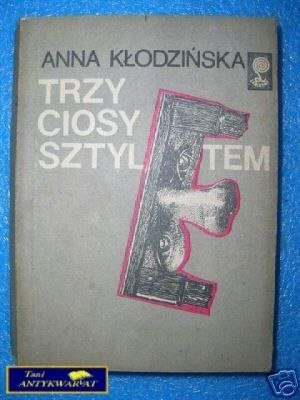 ANNA KŁODZIŃSKA
TRZY
CIOSY
SZTYLETEM
Tani
ANTYKWARIAT